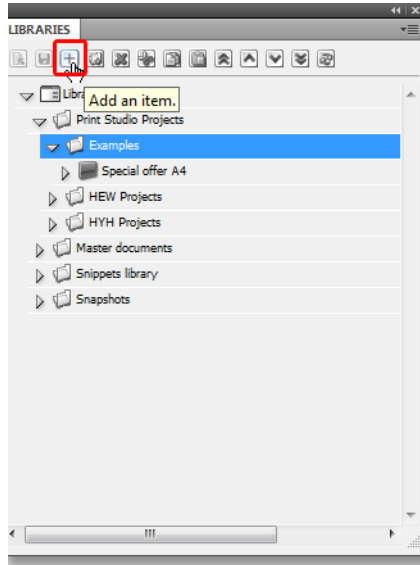 LIBRARIES
Libr
Add an item.
Print Studio Projects
Examples
Special offer A4
HEW Projects
HYH Projects
Master documents
Snippets library
Snapshots